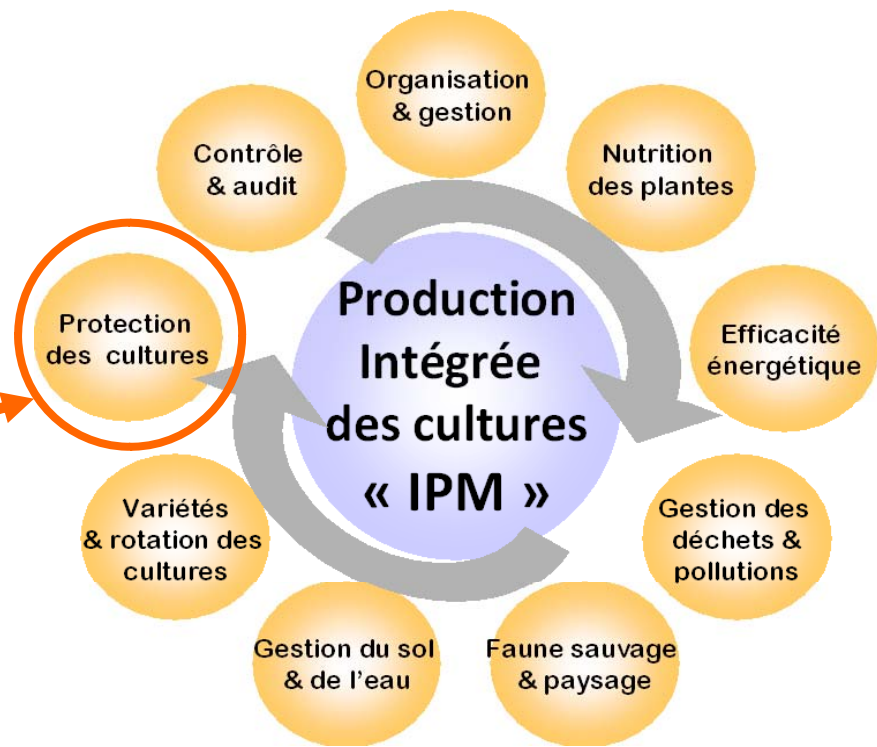 Organisation
& gestion
Nutrition
des plantes
Efficacité
énergétique
Gestion des
déchets &
pollutions
Faune sauvage
& paysage
Gestion du sol
& de l'eau
Variétés
& rotation des
cultures
Protection
des cultures
Contrôle
& audit
Production
Intégrée
des cultures
« IPM »